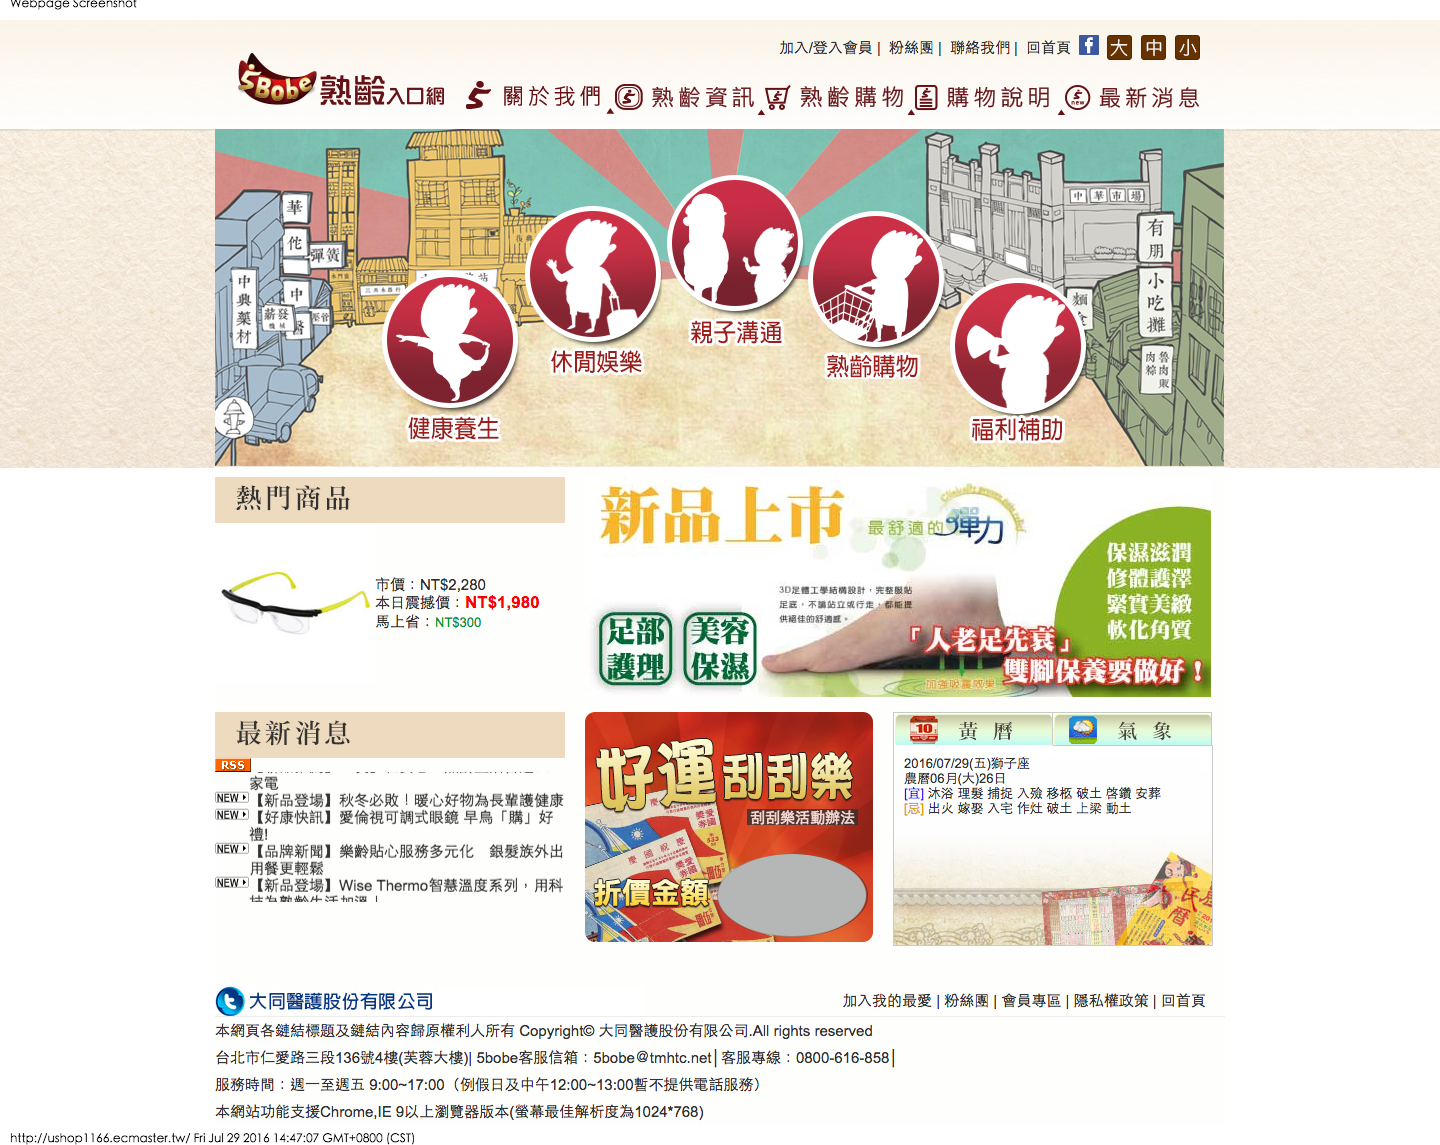 Webpage Screenshot
加入/登入會員 | 粉絲團 | 聯絡我們 | 回首頁 f 大 中 小
5Bobe 熟齡入口網 關於我們 熟齡資訊 熟齡購物 購物說明 new 最新消息
華佗
彈簧
中醫
中典藥材
薪發機械
壓管
中華市場
有朋小吃攤
麵食
魯肉販
肉粽
健康養生
休閒娛樂
親子溝通
熟齡購物
福利補助
熱門商品
市價：NT$2,280
本日震撼價：NT$1,980
馬上省：NT$300
新品上市
最舒適的彈力
3D足體工學結構設計，完整服貼
足底，不論站立或行走，都能提
供絕佳的舒適感。
保濕滋潤
修體護澤
緊實美緻
軟化角質
足部護理
美容保濕
「人老足先衰」
雙腳保養要做好！
加強吸震效果
最新消息
RSS
家電
NEW 【新品登場】秋冬必敗！暖心好物為長輩護健康
NEW 【好康快訊】愛倫視可調式眼鏡 早鳥「購」好
禮!
NEW 【品牌新聞】樂齡貼心服務多元化　銀髮族外出
用餐更輕鬆
NEW 【新品登場】Wise Thermo智慧溫度系列，用科
技為熟齡生活加溫！
好運刮刮樂
刮刮樂活動辦法
折價金額
10 黃曆
氣象
2016/07/29(五)獅子座
農曆06月(大)26日
[宜] 沐浴 理髮 捕捉 入殮 移柩 破土 啓鑽 安葬
[忌] 出火 嫁娶 入宅 作灶 破土 上梁 動土
農民曆
大同醫護股份有限公司
加入我的最愛 | 粉絲團 | 會員專區 | 隱私權政策 | 回首頁
本網頁各鏈結標題及鏈結內容歸原權利人所有 Copyright© 大同醫護股份有限公司.All rights reserved
台北市仁愛路三段136號4樓(芙蓉大樓)| 5bobe客服信箱：5bobe@tmhtc.net│客服專線：0800-616-858│
服務時間：週一至週五 9:00~17:00（例假日及中午12:00~13:00暫不提供電話服務）
本網站功能支援Chrome,IE 9以上瀏覽器版本(螢幕最佳解析度為1024*768)
http://ushop1166.ecmaster.tw/ Fri Jul 29 2016 14:47:07 GMT+0800 (CST)